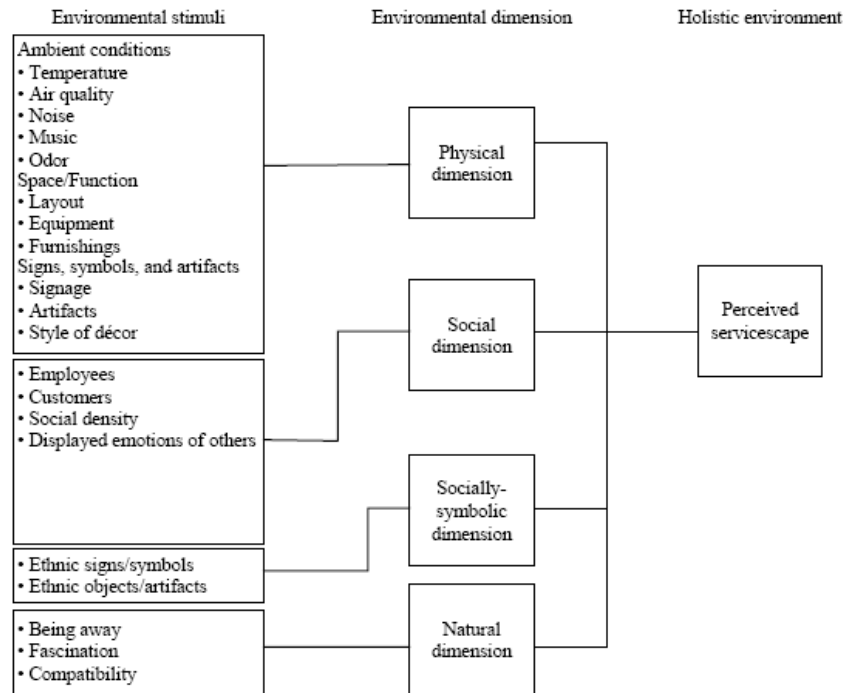 Environmental stimuli
Environmental dimension
Holistic environment
Ambient conditions
• Temperature
• Air quality
• Noise
• Music
• Odor
Space/Function
• Layout
• Equipment
• Furnishings
Signs, symbols, and artifacts
• Signage
• Artifacts
• Style of décor
• Employees
• Customers
• Social density
• Displayed emotions of others
• Ethnic signs/symbols
• Ethnic objects/artifacts
• Being away
• Fascination
• Compatibility
Physical
dimension
Social
dimension
Socially-
symbolic
dimension
Natural
dimension
Perceived
servicescape